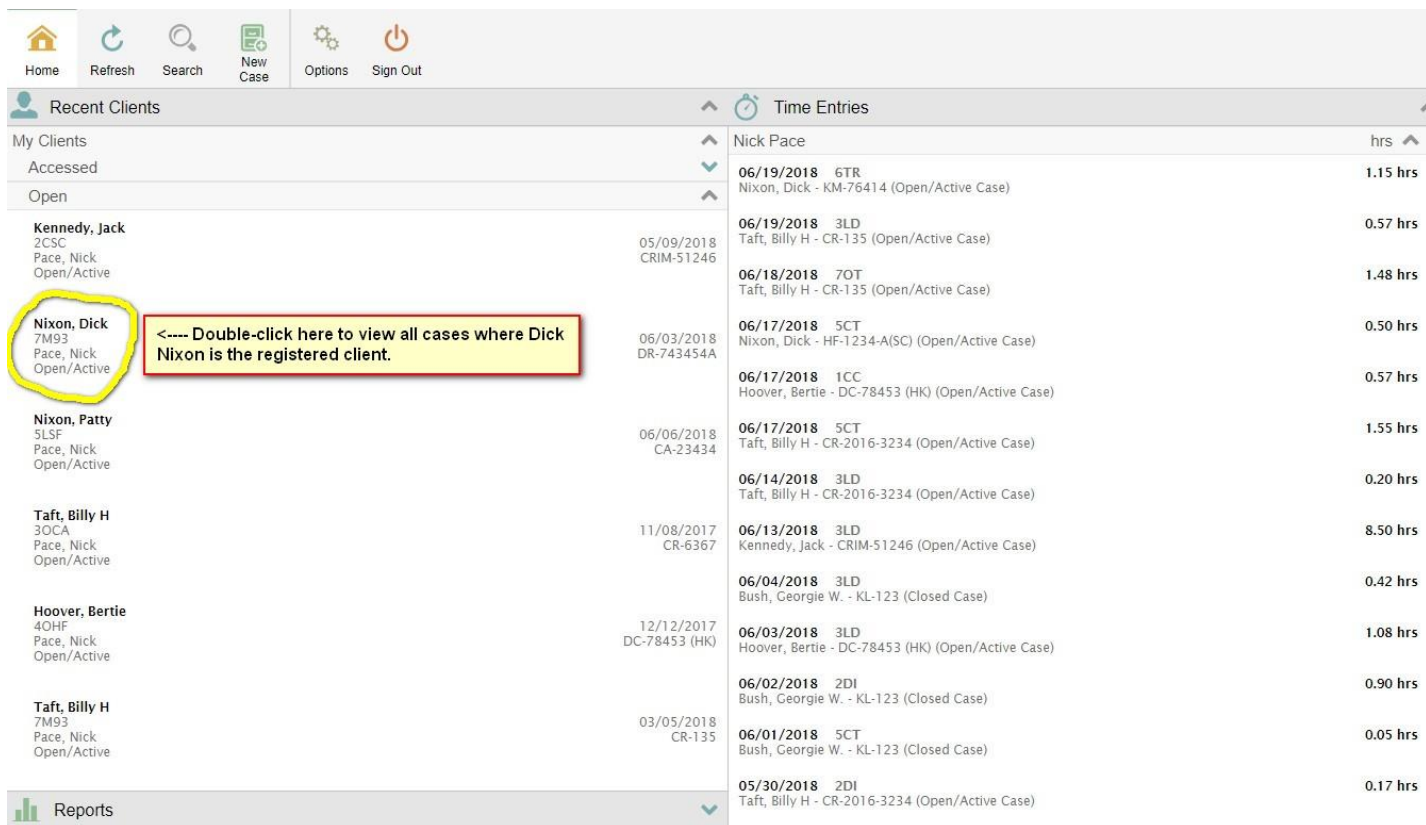 Home
Refresh
Search
New
Case
Options
Sign Out
Recent Clients
My Clients
Accessed
Open
Kennedy, Jack
2CSC
Pace, Nick
Open/Active
05/09/2018
CRIM-51246
Nixon, Dick
7M93
Pace, Nick
Open/Active
<---- Double-click here to view all cases where Dick
Nixon is the registered client.
06/03/2018
DR-743454A
Nixon, Patty
5LSF
Pace, Nick
Open/Active
06/06/2018
CA-23434
Taft, Billy H
3OCA
Pace, Nick
Open/Active
11/08/2017
CR-6367
Hoover, Bertie
4OHF
Pace, Nick
Open/Active
12/12/2017
DC-78453 (HK)
Taft, Billy H
7M93
Pace, Nick
Open/Active
03/05/2018
CR-135
Reports
Time Entries
Nick Pace hrs
06/19/2018 6TR 1.15 hrs
Nixon, Dick - KM-76414 (Open/Active Case)
06/19/2018 3LD 0.57 hrs
Taft, Billy H - CR-135 (Open/Active Case)
06/18/2018 7OT 1.48 hrs
Taft, Billy H - CR-135 (Open/Active Case)
06/17/2018 5CT 0.50 hrs
Nixon, Dick - HF-1234-A(SC) (Open/Active Case)
06/17/2018 1CC 0.57 hrs
Hoover, Bertie - DC-78453 (HK) (Open/Active Case)
06/17/2018 5CT 1.55 hrs
Taft, Billy H - CR-2016-3234 (Open/Active Case)
06/14/2018 3LD 0.20 hrs
Taft, Billy H - CR-2016-3234 (Open/Active Case)
06/13/2018 3LD 8.50 hrs
Kennedy, Jack - CRIM-51246 (Open/Active Case)
06/04/2018 3LD 0.42 hrs
Bush, Georgie W. - KL-123 (Closed Case)
06/03/2018 3LD 1.08 hrs
Hoover, Bertie - DC-78453 (HK) (Open/Active Case)
06/02/2018 2DI 0.90 hrs
Bush, Georgie W. - KL-123 (Closed Case)
06/01/2018 5CT 0.05 hrs
Bush, Georgie W. - KL-123 (Closed Case)
05/30/2018 2DI 0.17 hrs
Taft, Billy H - CR-2016-3234 (Open/Active Case)